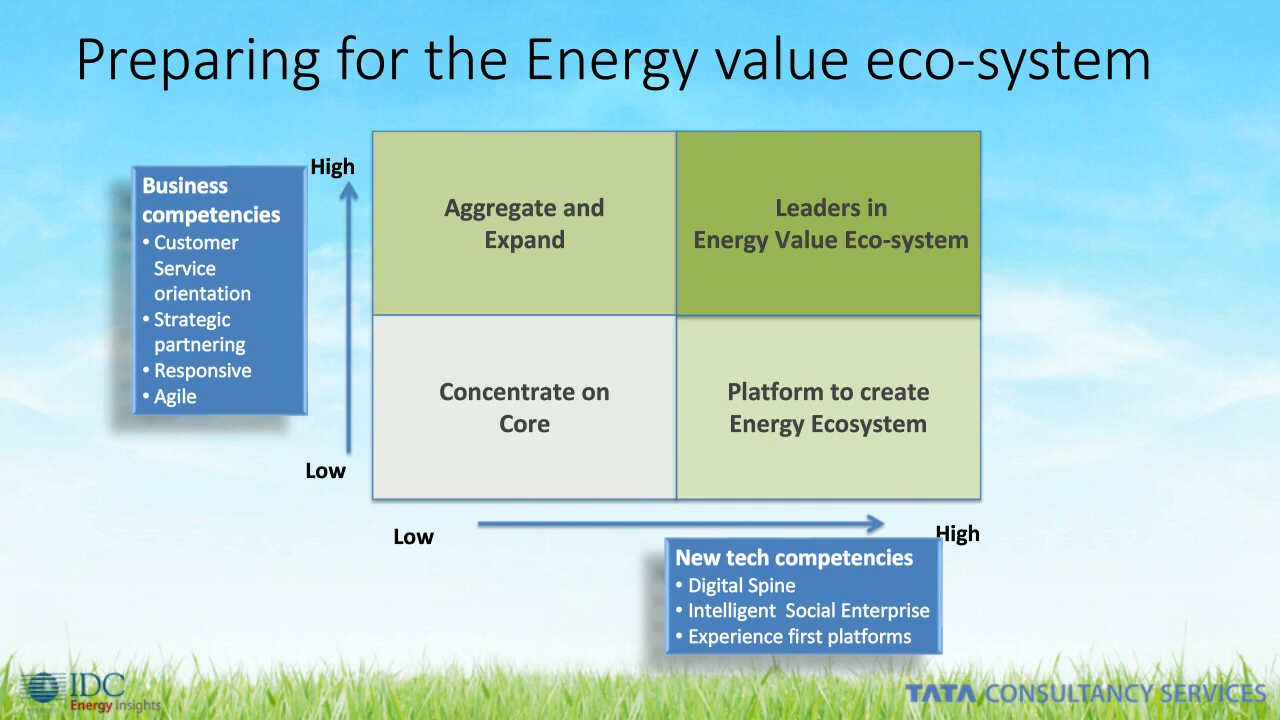 Preparing for the Energy value eco-system
High
Business
competencies
• Customer
Service
orientation
• Strategic
partnering
• Responsive
• Agile
Low
Aggregate and
Expand
Leaders in
Energy Value Eco-system
Concentrate on
Core
Platform to create
Energy Ecosystem
Low
High
New tech competencies
• Digital Spine
• Intelligent Social Enterprise
• Experience first platforms
IDC
Energy Insights
TATA CONSULTANCY SERVICES